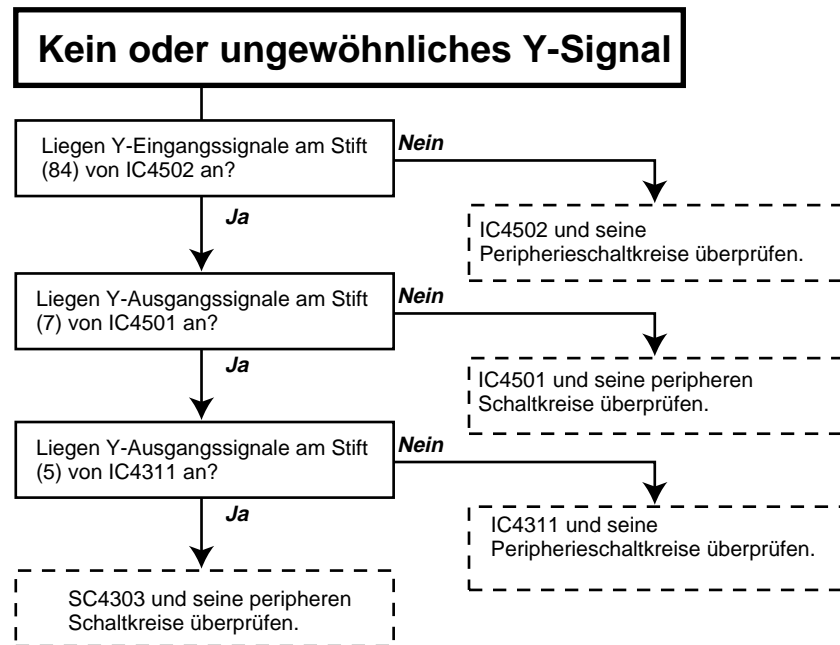 Kein oder ungewöhnliches Y-Signal
Liegen Y-Eingangssignale am Stift
(84) von IC4502 an?
Nein
Ja
IC4502 und seine
Peripherieschaltkreise überprüfen.
Liegen Y-Ausgangssignale am Stift
(7) von IC4501 an?
Nein
Ja
IC4501 und seine peripheren
Schaltkreise überprüfen.
Liegen Y-Ausgangssignale am Stift
(5) von IC4311 an?
Nein
Ja
IC4311 und seine
Peripherieschaltkreise überprüfen.
SC4303 und seine peripheren
Schaltkreise überprüfen.